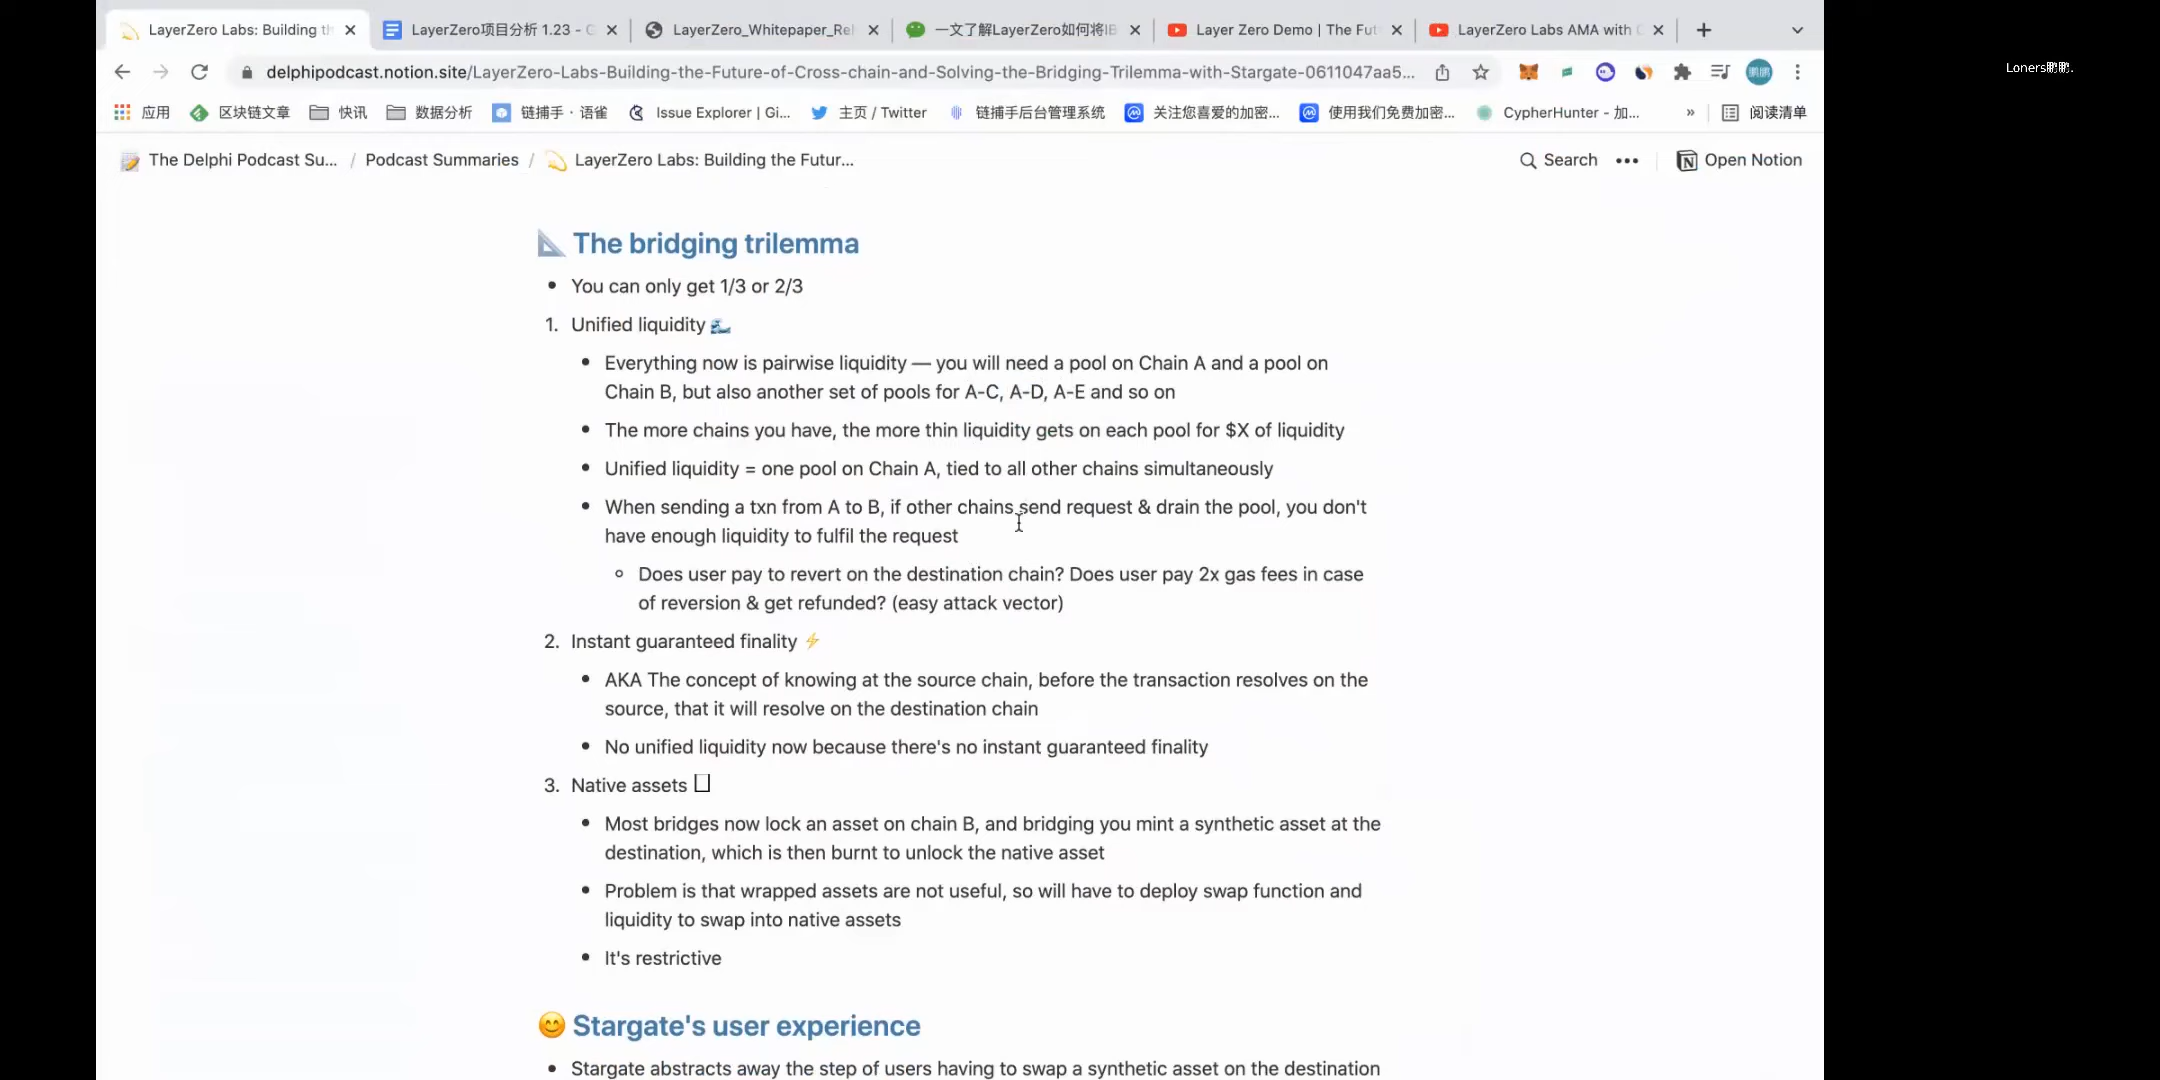 LayerZero Labs: Building th
LayerZero项目分析 1.23 - G
LayerZero_Whitepaper_Rel
一文了解LayerZero如何将IB
Layer Zero Demo | The Fut
LayerZero Labs AMA with C
Loners鹏鹏.
delphipodcast.notion.site/LayerZero-Labs-Building-the-Future-of-Cross-chain-and-Solving-the-Bridging-Trilemma-with-Stargate-0611047aa5...
应用
区块链文章
快讯
数据分析
链捕手 · 语雀
Issue Explorer | Gi...
主页 / Twitter
链捕手后台管理系统
关注您喜爱的加密...
使用我们免费加密...
CypherHunter - 加...
»
阅读清单
The Delphi Podcast Su... / Podcast Summaries / LayerZero Labs: Building the Futur...
Search
Open Notion
The bridging trilemma
• You can only get 1/3 or 2/3
1. Unified liquidity 🌊
• Everything now is pairwise liquidity — you will need a pool on Chain A and a pool on
Chain B, but also another set of pools for A-C, A-D, A-E and so on
• The more chains you have, the more thin liquidity gets on each pool for $X of liquidity
• Unified liquidity = one pool on Chain A, tied to all other chains simultaneously
• When sending a txn from A to B, if other chains send request & drain the pool, you don't
have enough liquidity to fulfil the request
◦ Does user pay to revert on the destination chain? Does user pay 2x gas fees in case
of reversion & get refunded? (easy attack vector)
2. Instant guaranteed finality ⚡
• AKA The concept of knowing at the source chain, before the transaction resolves on the
source, that it will resolve on the destination chain
• No unified liquidity now because there's no instant guaranteed finality
3. Native assets
• Most bridges now lock an asset on chain B, and bridging you mint a synthetic asset at the
destination, which is then burnt to unlock the native asset
• Problem is that wrapped assets are not useful, so will have to deploy swap function and
liquidity to swap into native assets
• It's restrictive
😊 Stargate's user experience
• Stargate abstracts away the step of users having to swap a synthetic asset on the destination